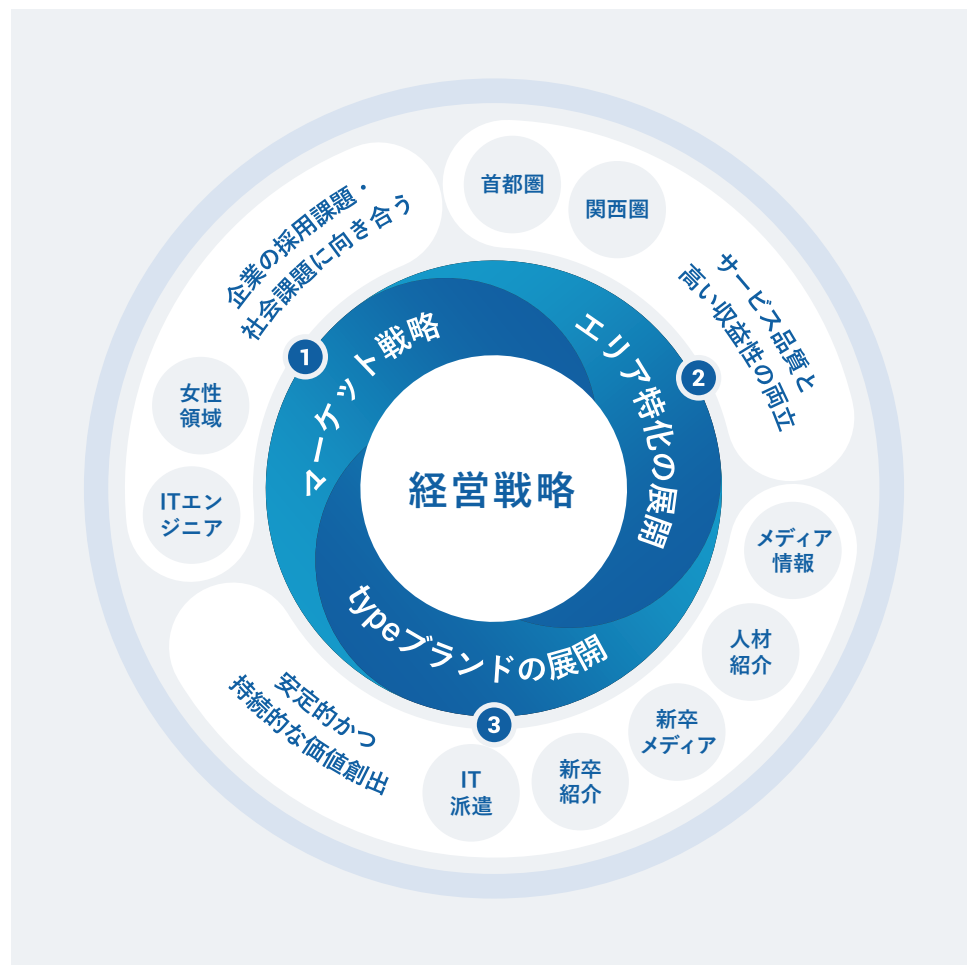 経営戦略
1
マーケット戦略
企業の採用課題・
社会課題に向き合う
女性
領域
ITエン
ジニア
2
エリア特化の展開
首都圏
関西圏
サービス品質と
高い収益性の両立
3
typeブランドの展開
メディア
情報
人材
紹介
新卒
メディア
新卒
紹介
IT
派遣
安定的かつ
持続的な価値創出